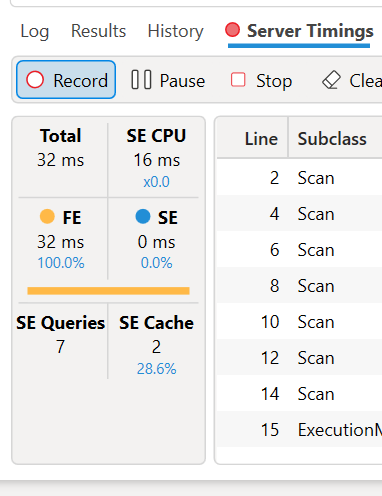 Log Results History Server Timings
Record Pause Stop
Total SE CPU
32 ms 16 ms
x0.0
FE SE
32 ms 0 ms
100.0% 0.0%
SE Queries SE Cache
7 2
28.6%
Line Subclass
2 Scan
4 Scan
6 Scan
8 Scan
10 Scan
12 Scan
14 Scan
15